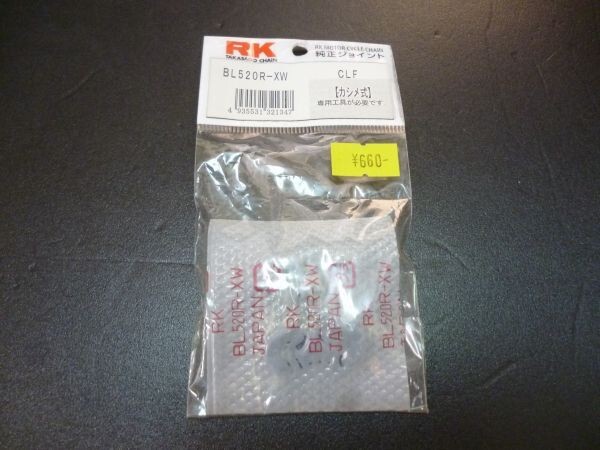 RK
TAKASAGO CHAIN
RK MOTOR CYCLE CHAIN
純正ジョイント
BL520R-XW
CLF
【カシメ式】
専用工具が必要です
4 935531 321347
¥660-
RK
BL520R-XW
JAPAN
RK
BL520R-XW
JAPAN
RK
BL520R-XW